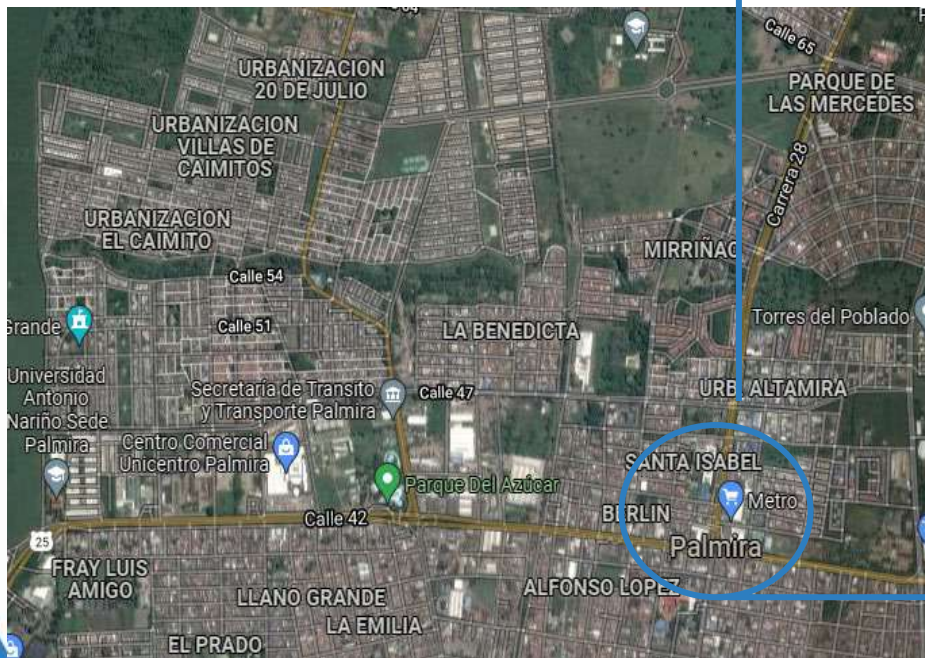 Calle 65
URBANIZACION
20 DE JULIO
PARQUE DE
LAS MERCEDES
URBANIZACION
VILLAS DE
CAIMITOS
Carrera 28
URBANIZACION
EL CAIMITO
MIRRIÑAO
Calle 54
Grande
Calle 51
LA BENEDICTA
Torres del Poblado
Universidad
Antonio
Nariño Sede
Palmira
Secretaría de Transito
y Transporte Palmira
Calle 47
URB. ALTAMIRA
Centro Comercial
Unicentro Palmira
SANTA ISABEL
Parque Del Azúcar
Metro
BERLIN
Calle 42
Palmira
25
FRAY LUIS
AMIGO
ALFONSO LOPEZ
LLANO GRANDE
LA EMILIA
EL PRADO